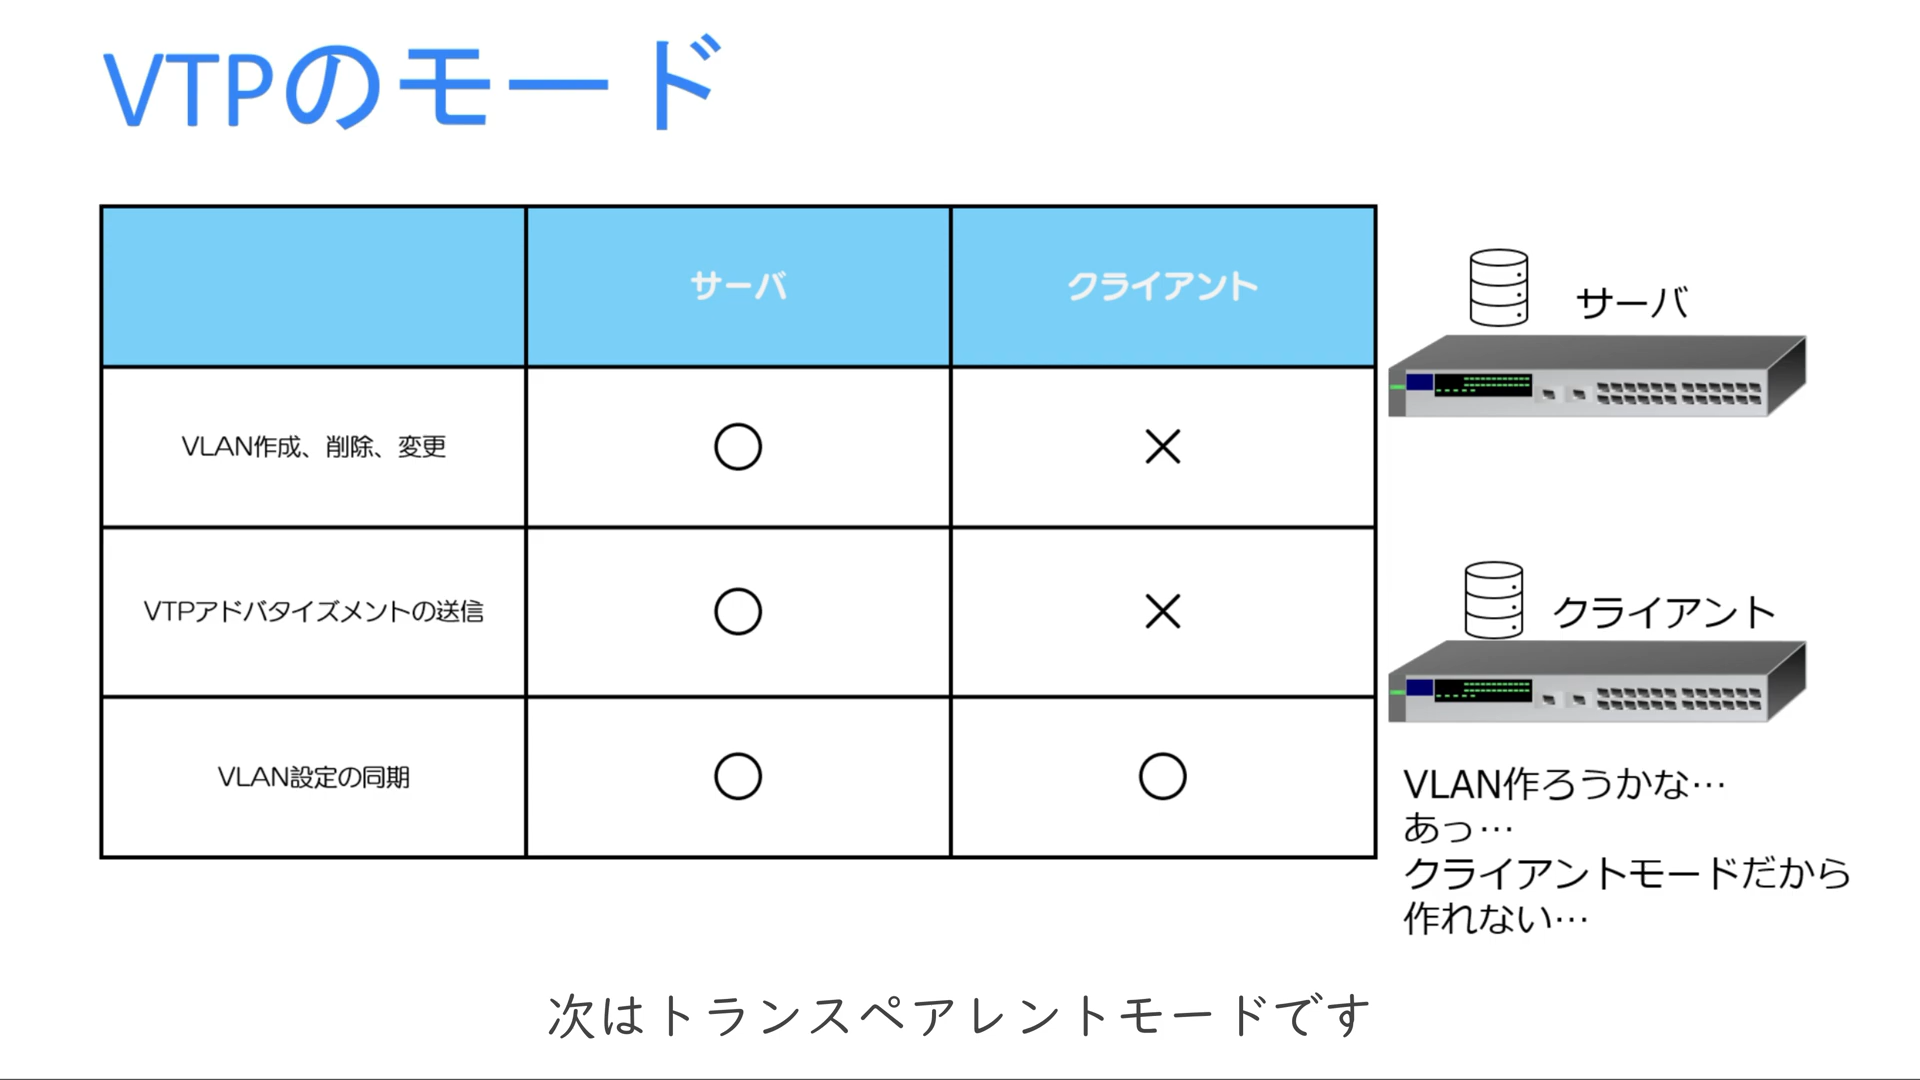 VTPのモード
サーバ
クライアント
VLAN作成、削除、変更
○
×
VTPアドバタイズメントの送信
○
×
VLAN設定の同期
○
○
サーバ
クライアント
VLAN作ろうかな…
あっ…
クライアントモードだから
作れない…
次はトランスペアレントモードです